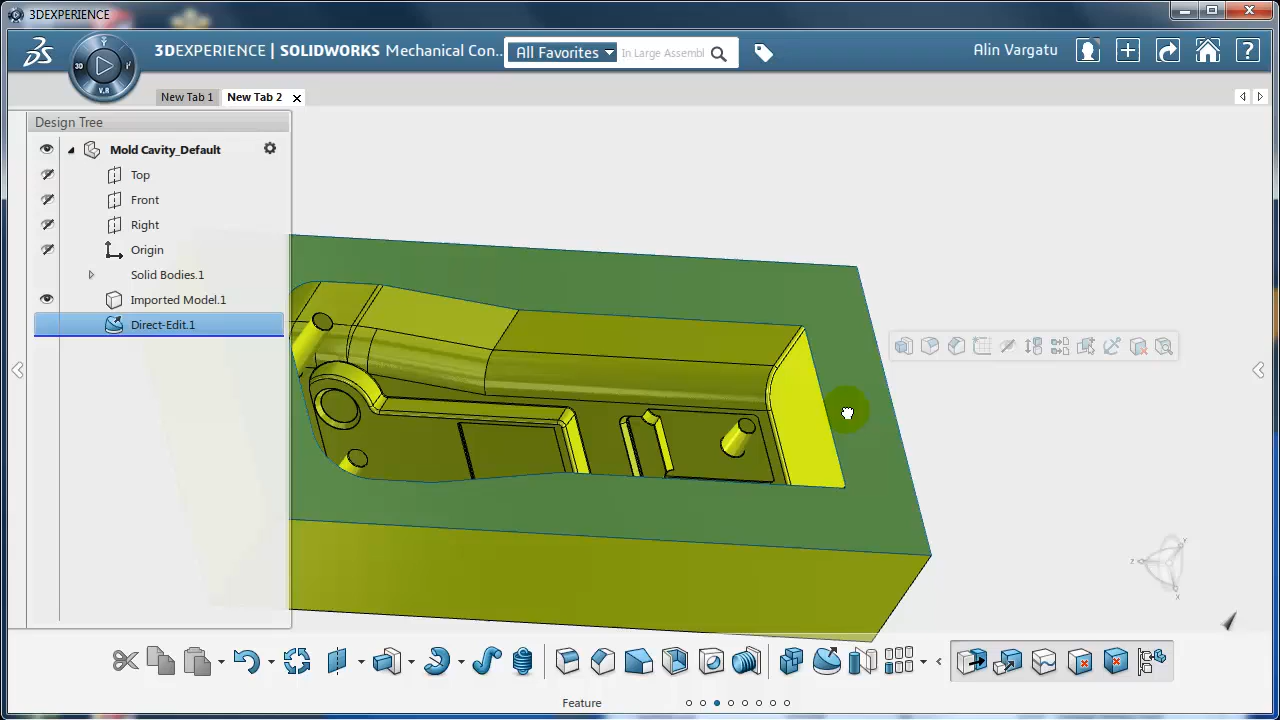 3DEXPERIENCE
3DEXPERIENCE | SOLIDWORKS Mechanical Con...
All Favorites
In Large Assembl
Alin Vargatu
3D
V.R
New Tab 1
New Tab 2
Design Tree
Mold Cavity_Default
Top
Front
Right
Origin
Solid Bodies.1
Imported Model.1
Direct-Edit.1
Y
Z
X
Feature